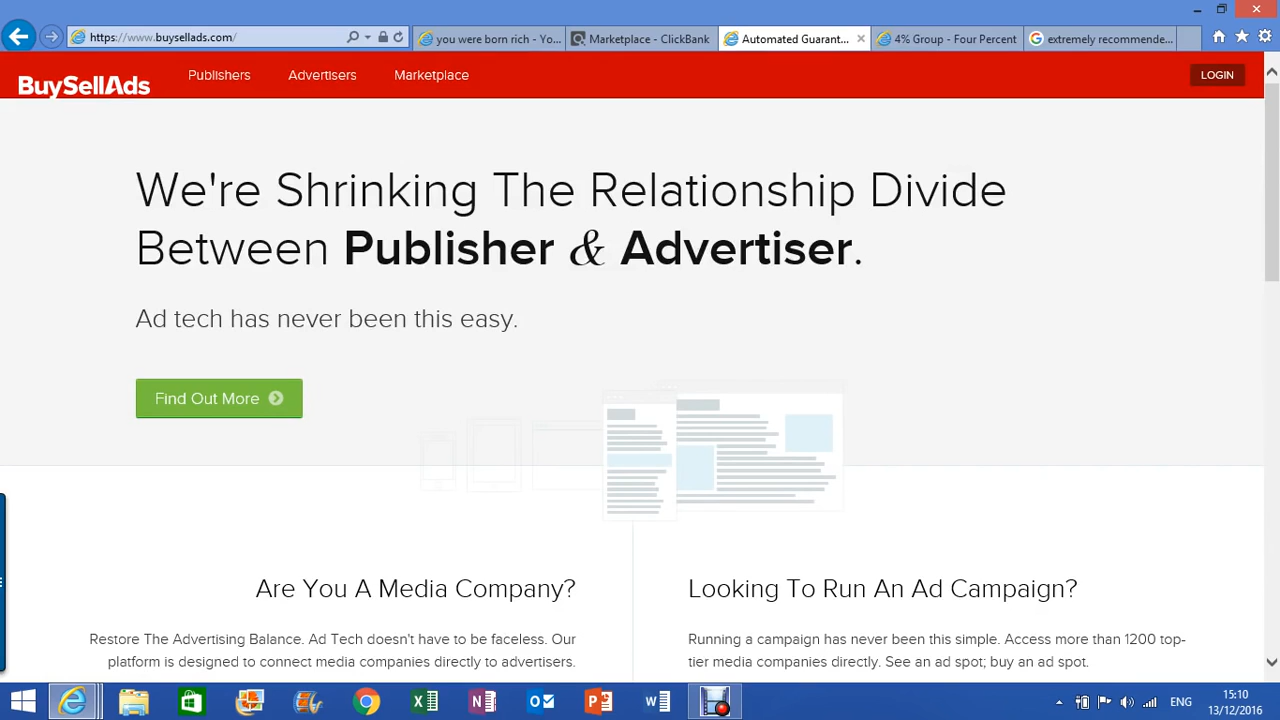 https://www.buysellads.com/
you were born rich - Yo...
Marketplace - ClickBank
Automated Guarant...
4% Group - Four Percent
extremely recommende...
BuySellAds
Publishers
Advertisers
Marketplace
LOGIN
We're Shrinking The Relationship Divide
Between Publisher & Advertiser.
Ad tech has never been this easy.
Find Out More
Are You A Media Company?
Restore The Advertising Balance. Ad Tech doesn't have to be faceless. Our
platform is designed to connect media companies directly to advertisers.
Looking To Run An Ad Campaign?
Running a campaign has never been this simple. Access more than 1200 top-
tier media companies directly. See an ad spot; buy an ad spot.
ENG
15:10
13/12/2016